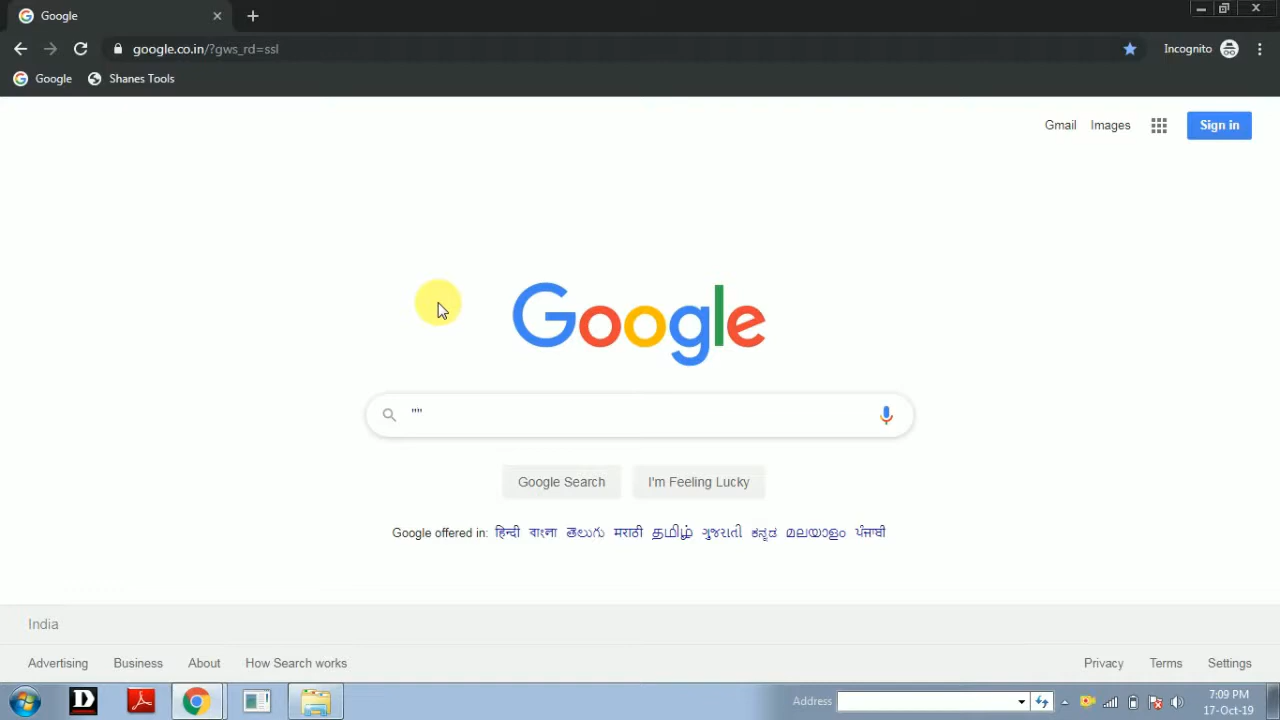 Google
google.co.in/?gws_rd=ssl
Incognito
Google Shanes Tools
Gmail Images Sign in
Google
""
Google Search I'm Feeling Lucky
Google offered in: हिन्दी বাংলা తెలుగు मराठी தமிழ் ગુજરાતી ಕನ್ನಡ മലയാളം ਪੰਜਾਬੀ
India
Advertising Business About How Search works Privacy Terms Settings
D Address 7:09 PM
17-Oct-19